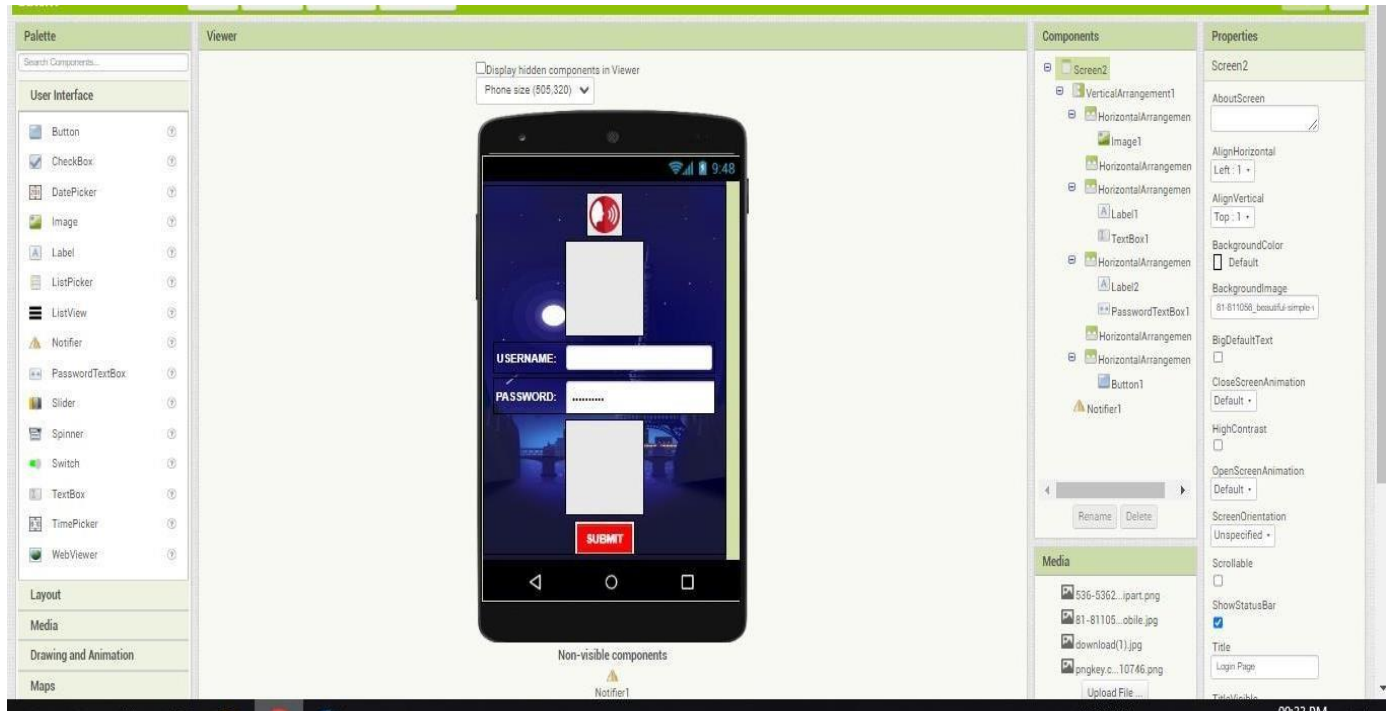 Palette
Search Components...
User Interface
Button
CheckBox
DatePicker
Image
Label
ListPicker
ListView
Notifier
PasswordTextBox
Slider
Spinner
Switch
TextBox
TimePicker
WebViewer
Layout
Media
Drawing and Animation
Maps
Viewer
Display hidden components in Viewer
Phone size (505,320)
9:48
USERNAME:
PASSWORD: ..........
SUBMIT
Non-visible components
Notifier1
Components
Screen2
VerticalArrangement1
HorizontalArrangemen
Image1
HorizontalArrangemen
HorizontalArrangemen
Label1
TextBox1
HorizontalArrangemen
Label2
PasswordTextBox1
HorizontalArrangemen
HorizontalArrangemen
Button1
Notifier1
Rename Delete
Media
536-5362...ipart.png
81-81105...obile.jpg
download(1).jpg
pngkey.c...10746.png
Upload File ...
Properties
Screen2
AboutScreen
AlignHorizontal
Left : 1
AlignVertical
Top : 1
BackgroundColor
Default
BackgroundImage
81-811056_beautiful-simple-
BigDefaultText
CloseScreenAnimation
Default
HighContrast
OpenScreenAnimation
Default
ScreenOrientation
Unspecified
Scrollable
ShowStatusBar
Title
Login Page
TitleVisible